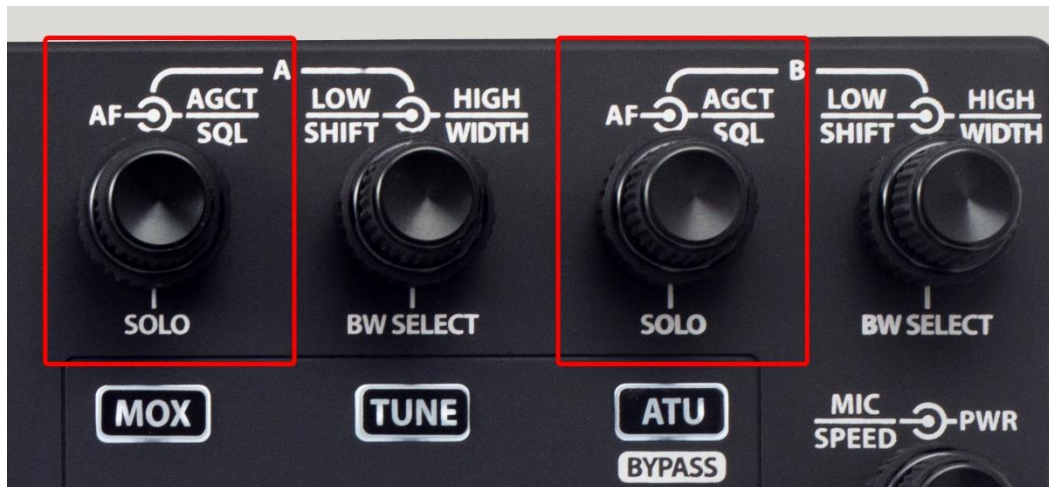 A
B
AF AGCT
SQL
LOW HIGH
SHIFT WIDTH
AF AGCT
SQL
LOW HIGH
SHIFT WIDTH
SOLO
BW SELECT
SOLO
BW SELECT
MOX
TUNE
ATU
BYPASS
MIC PWR
SPEED